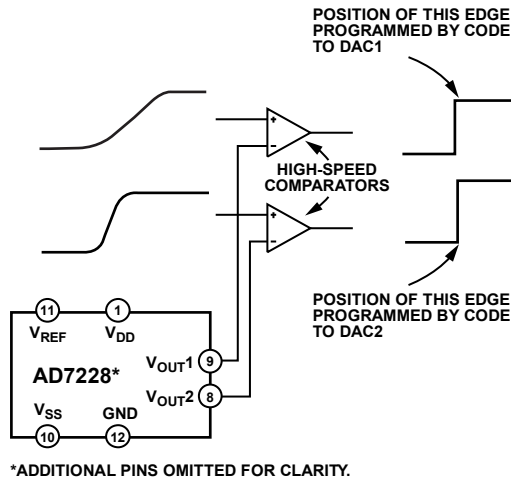 POSITION OF THIS EDGE
PROGRAMMED BY CODE
TO DAC1
+
−
HIGH-SPEED
COMPARATORS
+
−
POSITION OF THIS EDGE
PROGRAMMED BY CODE
TO DAC2
11
1
VREF
VDD
VOUT1
9
AD7228*
VOUT2
8
VSS
GND
10
12
*ADDITIONAL PINS OMITTED FOR CLARITY.